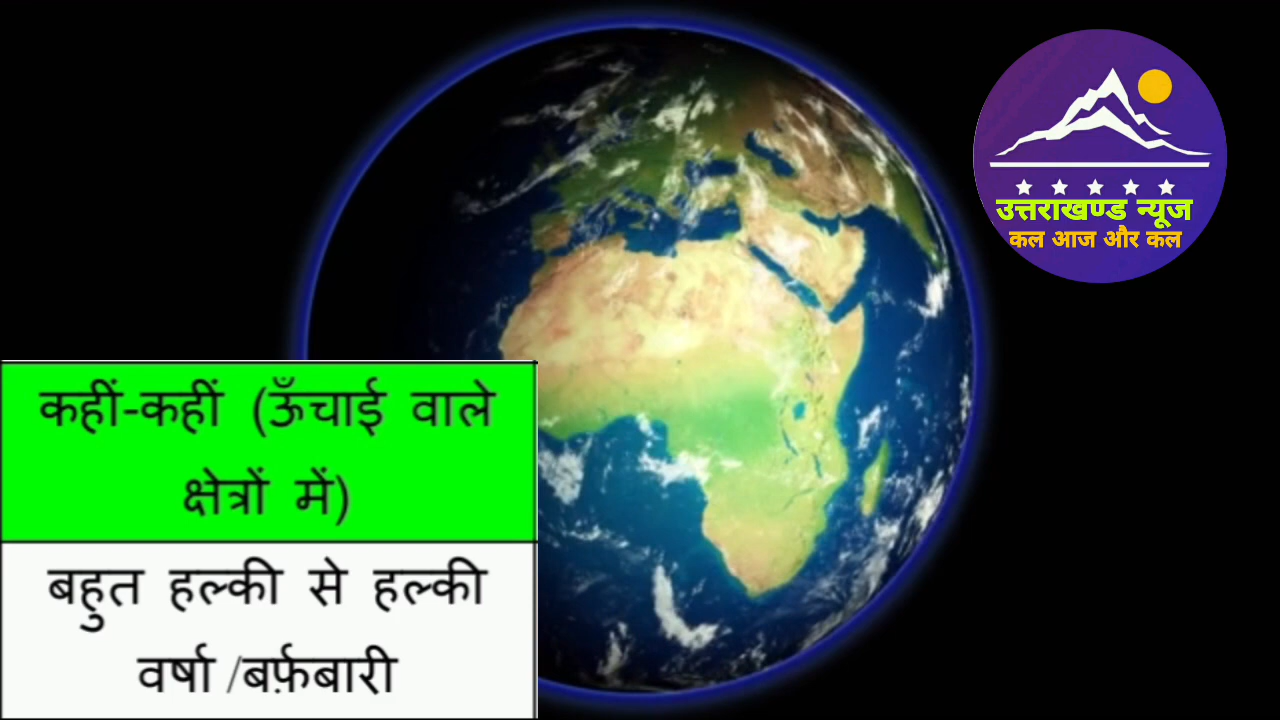 उत्तराखण्ड न्यूज
कल आज और कल
कहीं-कहीं (ऊँचाई वाले
क्षेत्रों में)
बहुत हल्की से हल्की
वर्षा /बर्फ़बारी